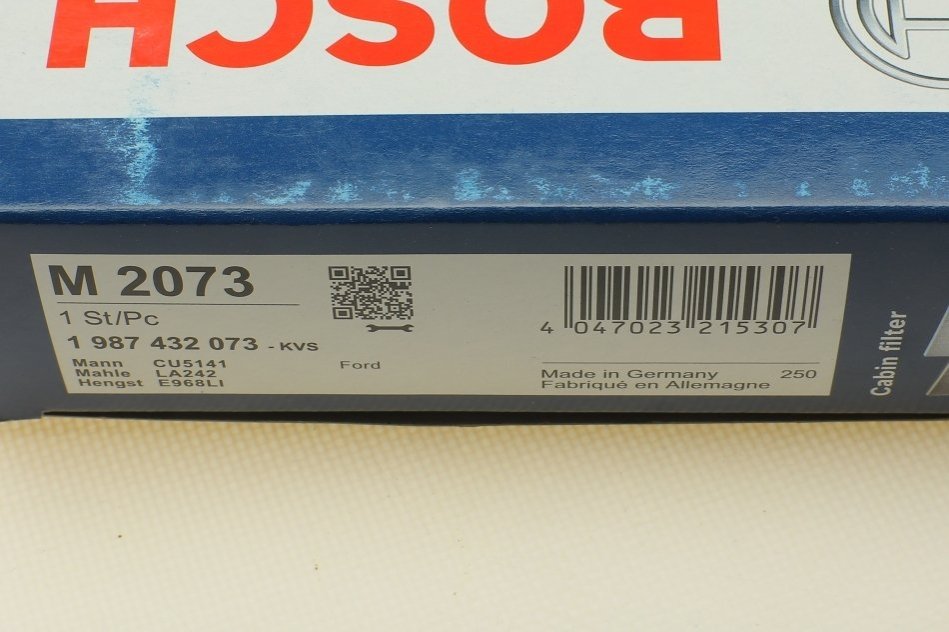 BOSCH
M 2073
1 St/Pc
1 987 432 073 - KVS
Mann CU5141
Mahle LA242
Hengst E968LI
Ford
4 047023 215307
Made in Germany 250
Fabriqué en Allemagne
Cabin filter